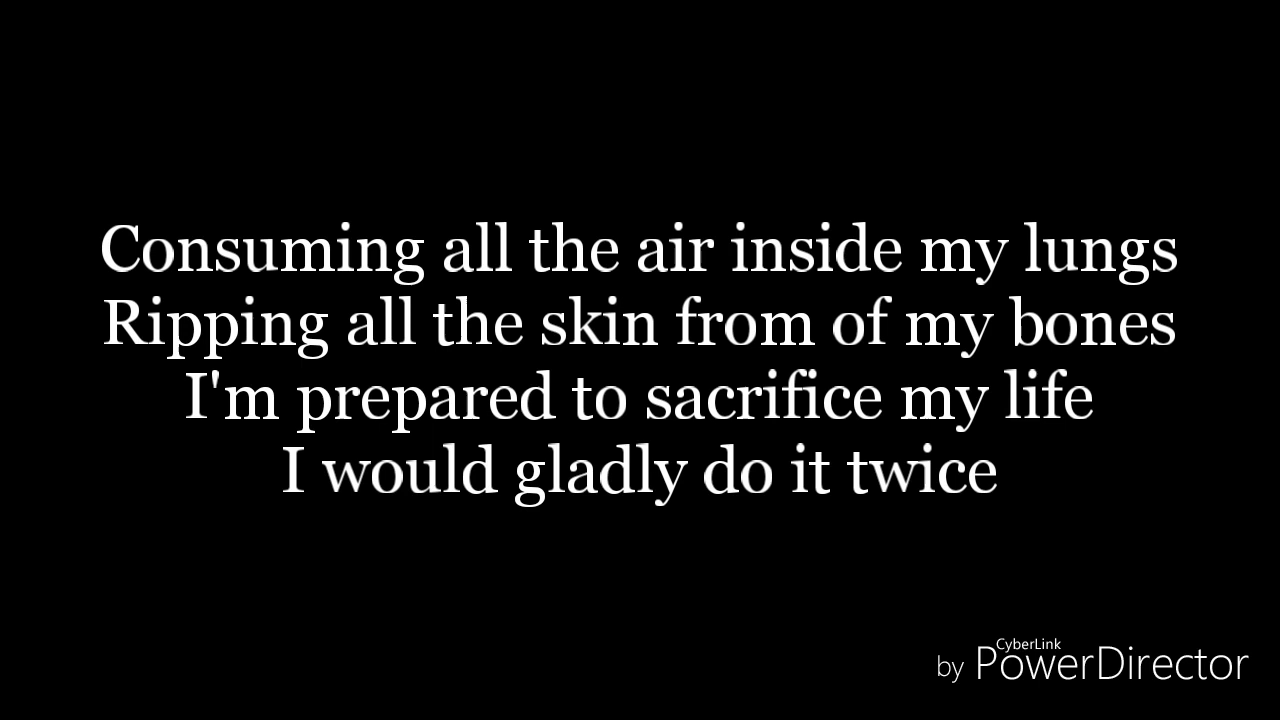 Consuming all the air inside my lungs
Ripping all the skin from of my bones
I'm prepared to sacrifice my life
I would gladly do it twice
CyberLink
by PowerDirector